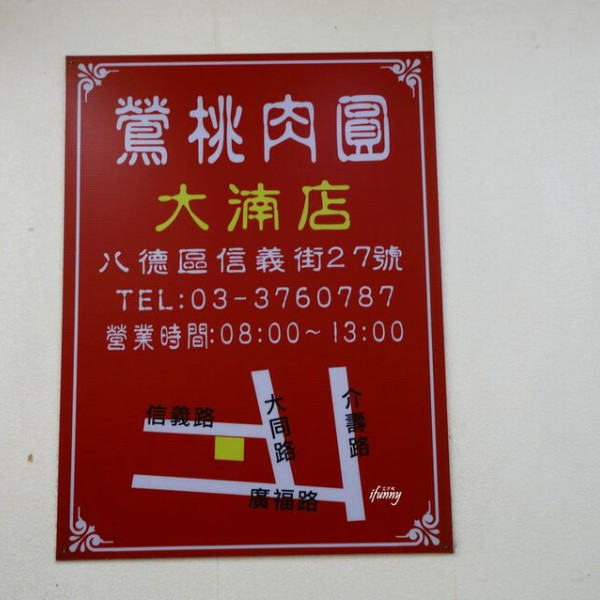 鶯桃肉圓
大湳店
八德區信義街27號
TEL:03-3760787
營業時間:08:00～13:00
信義路
大同路
介壽路
廣福路
ifunny